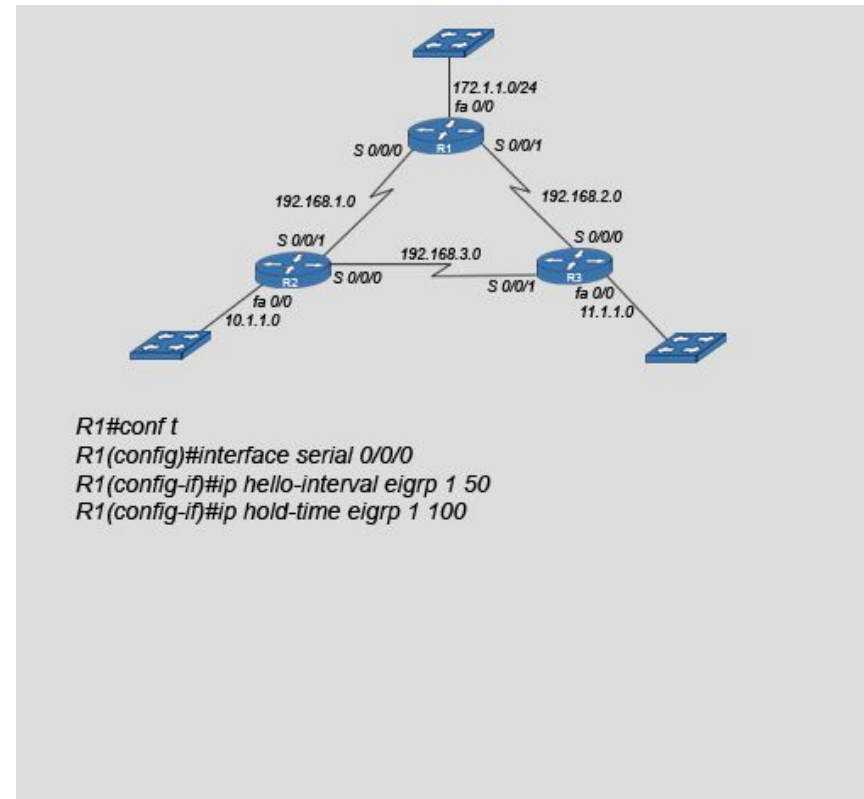 172.1.1.0/24
fa 0/0
R1
S 0/0/0
S 0/0/1
192.168.1.0
192.168.2.0
S 0/0/1
S 0/0/0
192.168.3.0
R2
S 0/0/0
S 0/0/1
R3
fa 0/0
10.1.1.0
fa 0/0
11.1.1.0
R1#conf t
R1(config)#interface serial 0/0/0
R1(config-if)#ip hello-interval eigrp 1 50
R1(config-if)#ip hold-time eigrp 1 100